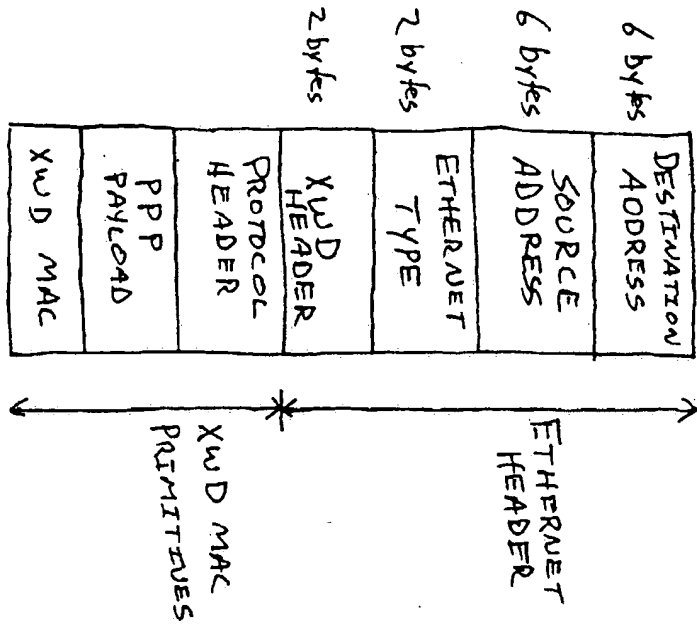 6 bytes
DESTINATION
ADDRESS
6 bytes
SOURCE
ADDRESS
2 bytes
ETHERNET
TYPE
2 bytes
XWD
HEADER
PROTOCOL
HEADER
PPP
PAYLOAD
XWD MAC
ETHERNET
HEADER
XWD MAC
PRIMITIVES